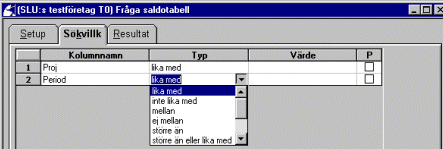 (SLU:s testföretag T0) Fråga saldotabell
Setup Sökvillk Resultat
Kolumnnamn Typ Värde P
1 Proj lika med
2 Period lika med
lika med
inte lika med
mellan
ej mellan
större än
större än eller lika med